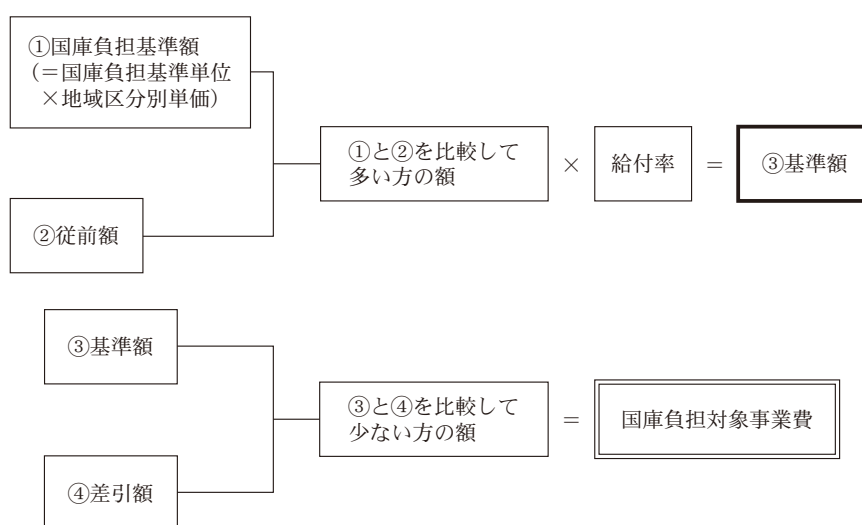 ①国庫負担基準額
(=国庫負担基準単位
×地域区分別単価)
①と②を比較して
多い方の額
×
給付率
=
③基準額
②従前額
③基準額
③と④を比較して
少ない方の額
=
国庫負担対象事業費
④差引額